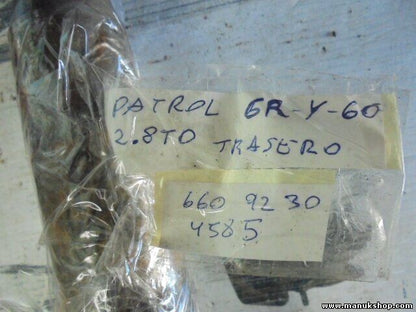 PATROL GR-Y-60
2.8TD TRASERO
660 92 30
4585
www.manukshop.com